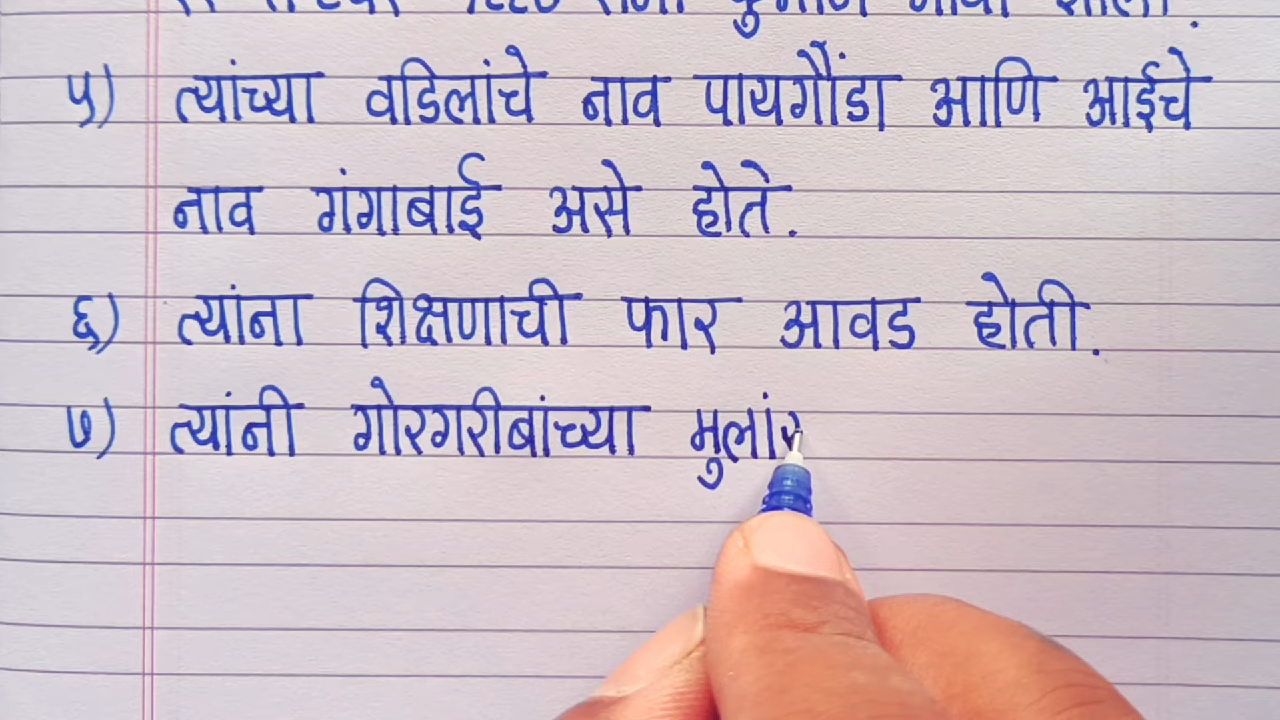 ५) त्यांच्या वडिलांचे नाव पायगौंडा आणि आईचे
नाव गंगाबाई असे होते.
६) त्यांना शिक्षणाची फार आवड होती.
७) त्यांनी गोरगरीबांच्या